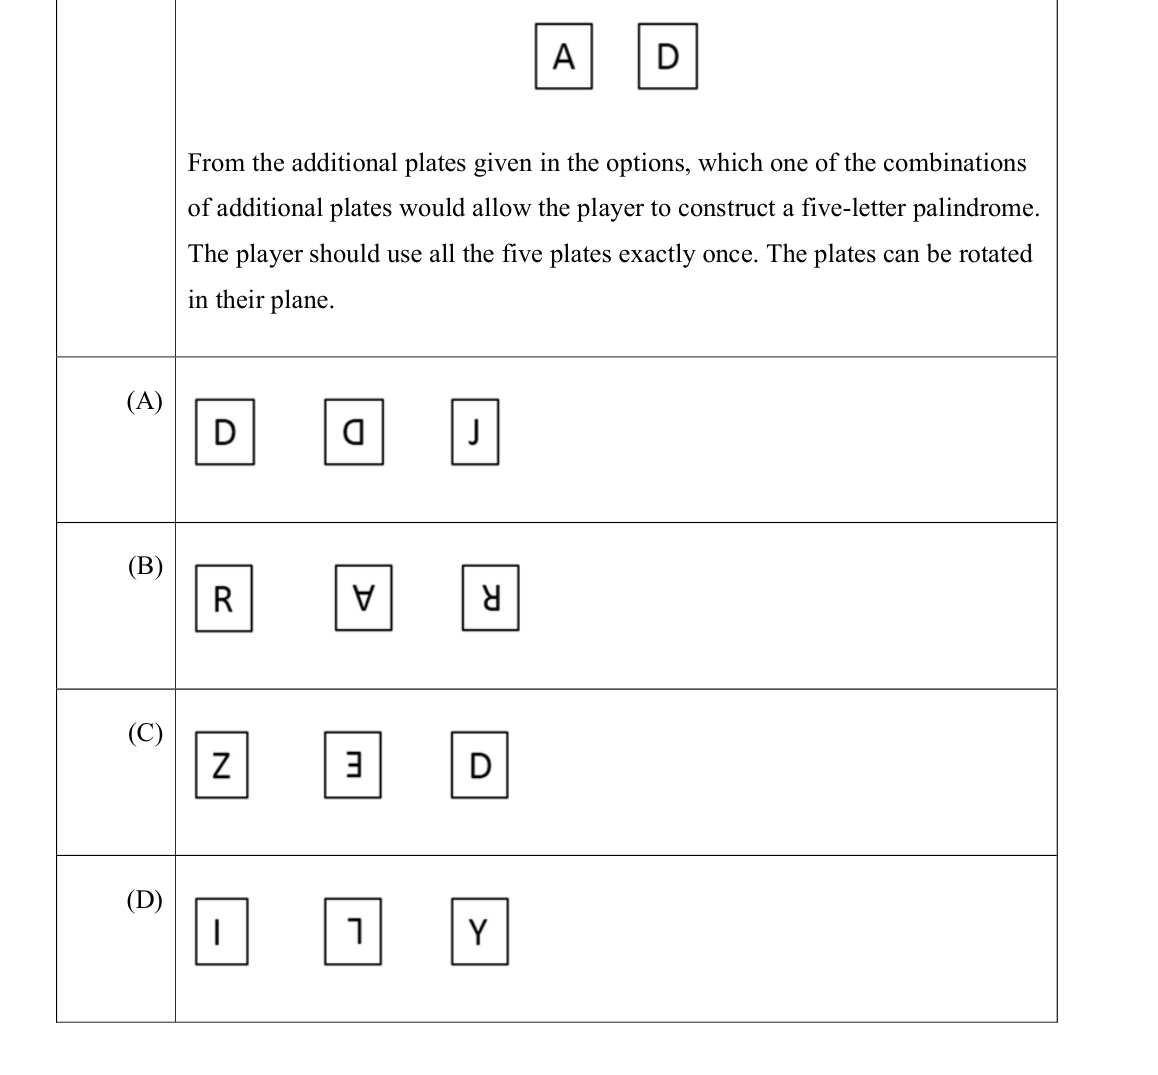 A D
From the additional plates given in the options, which one of the combinations
of additional plates would allow the player to construct a five-letter palindrome.
The player should use all the five plates exactly once. The plates can be rotated
in their plane.
(A)
D D J
(B)
R A R
(C)
Z E D
(D)
I L Y